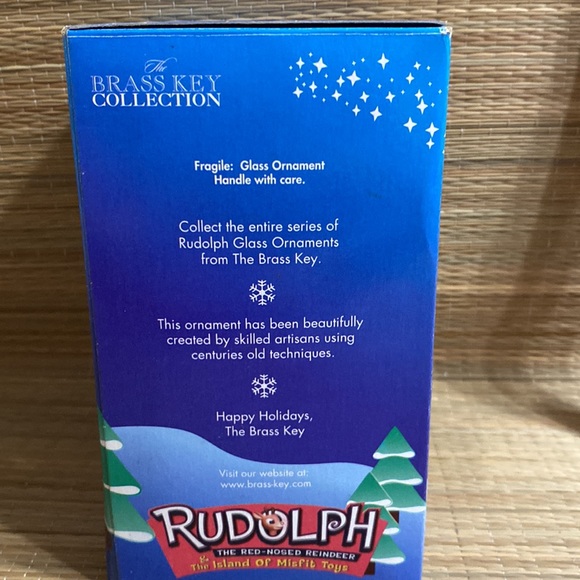 The
BRASS KEY
COLLECTION
Fragile: Glass Ornament
Handle with care.
Collect the entire series of
Rudolph Glass Ornaments
from The Brass Key.
This ornament has been beautifully
created by skilled artisans using
centuries old techniques.
Happy Holidays,
The Brass Key
Visit our website at:
www.brass-key.com
RUDOLPH
THE RED-NOSED REINDEER
& The Island Of Misfit Toys